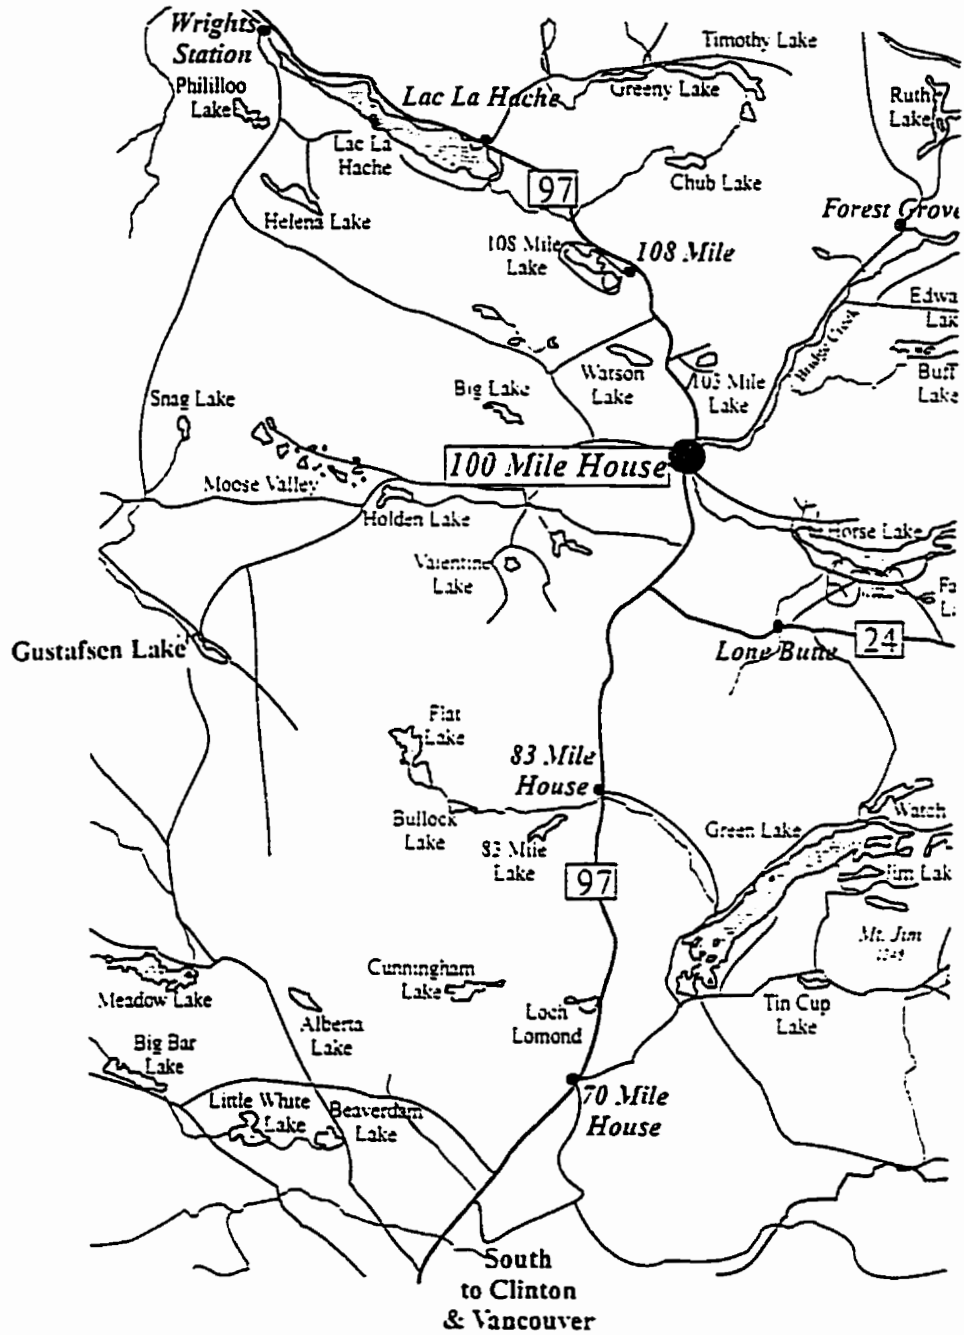 Wrights
Station
Timothy Lake
Phililloo
Lake
Lac La Hache
Greeny Lake
Ruth
Lake
Lac La
Hache
97
Chub Lake
Helena Lake
Forest Grove
108 Mile
Lake
108 Mile
Edwa
Lak
Watson
Lake
103 Mile
Lake
Buff
Lake
Big Lake
Snag Lake
100 Mile House
Moose Valley
Holden Lake
Horse Lake
Valentine
Lake
Fa
L
Gustafsen Lake
Lone Butte
24
Flat
Lake
83 Mile
House
Bullock
Lake
83 Mile
Lake
Green Lake
Watch
97
Jim Lak
Mt. Jim
Cunningham
Lake
Meadow Lake
Alberta
Lake
Loch
Lomond
Tin Cup
Lake
Big Bar
Lake
Little White
Lake
Beaverdam
Lake
70 Mile
House
South
to Clinton
& Vancouver